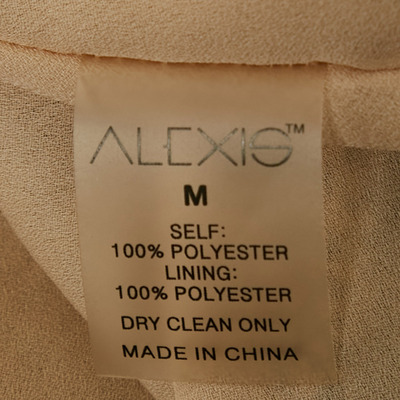 ALEXIS™
M
SELF:
100% POLYESTER
LINING:
100% POLYESTER
DRY CLEAN ONLY
MADE IN CHINA